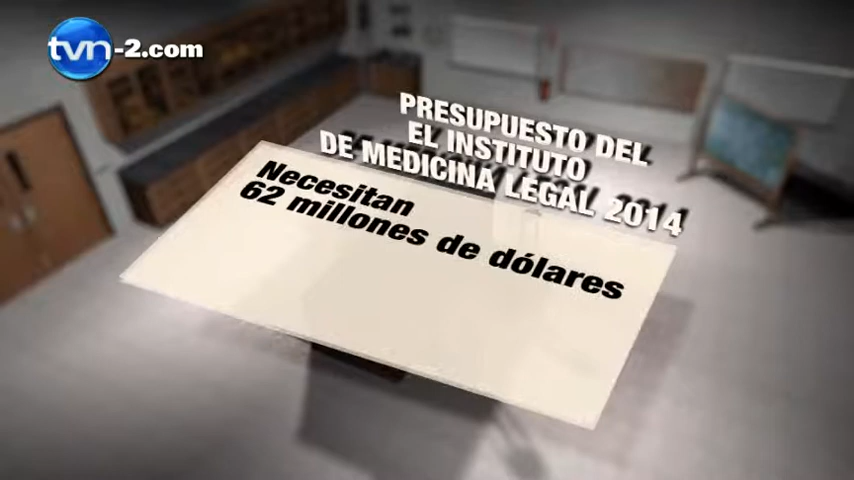 tvn-2.com
PRESUPUESTO DEL
EL INSTITUTO
DE MEDICINA LEGAL 2014
Necesitan
62 millones de dólares